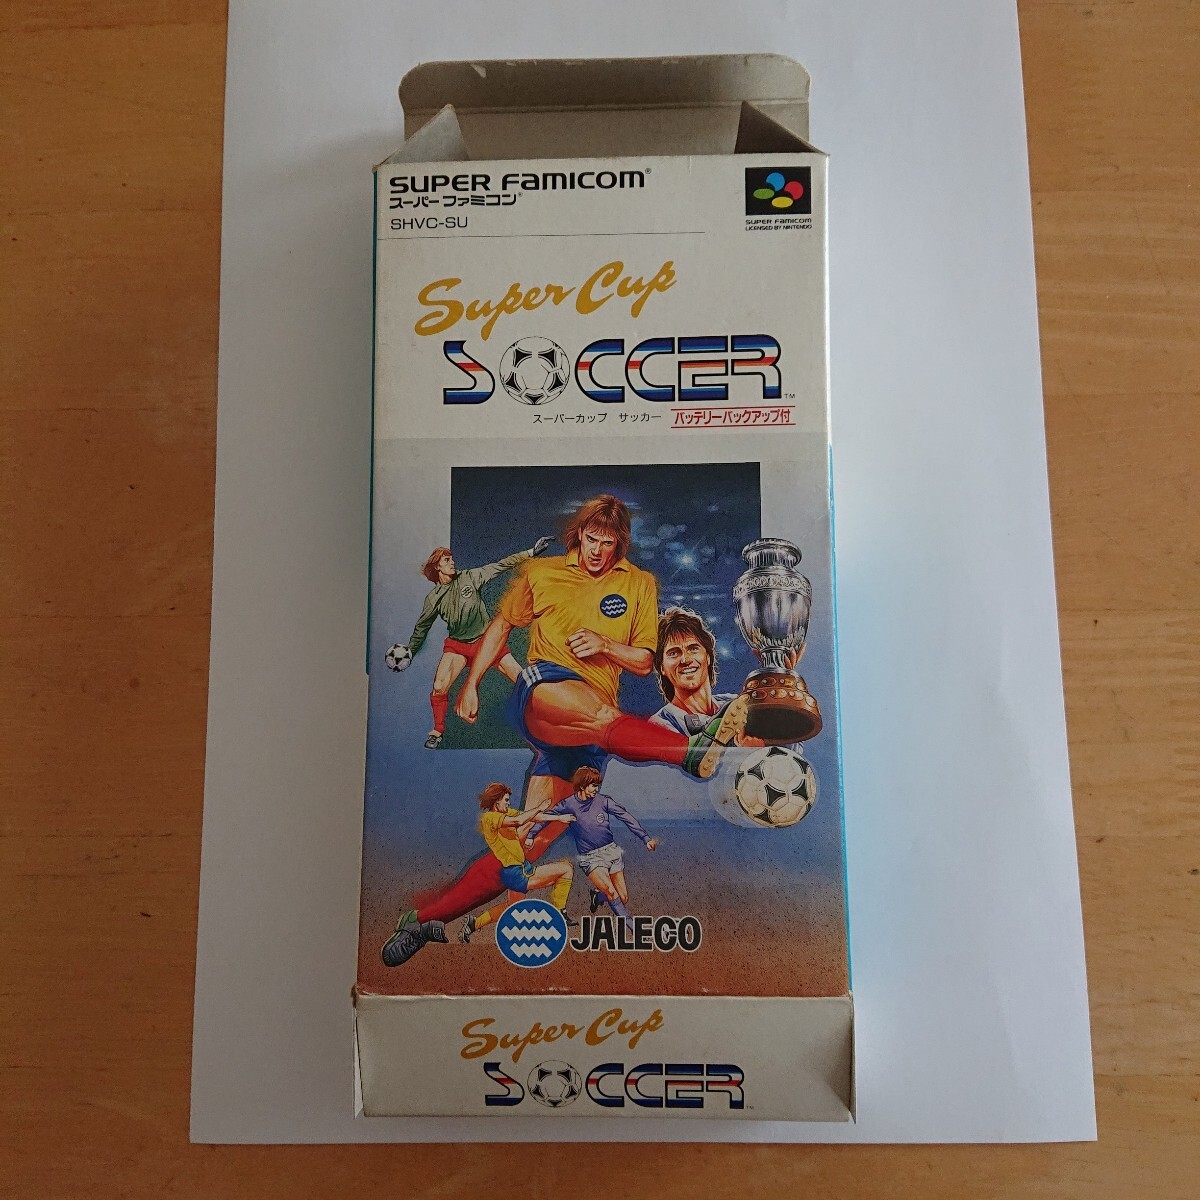 SUPER FAMICOM®
スーパーファミコン®
SHVC-SU
SUPER FAMICOM
LICENSED BY NINTENDO
Super Cup
SOCCER™
スーパーカップ サッカー バッテリーバックアップ付
JALECO
Super Cup
SOCCER™